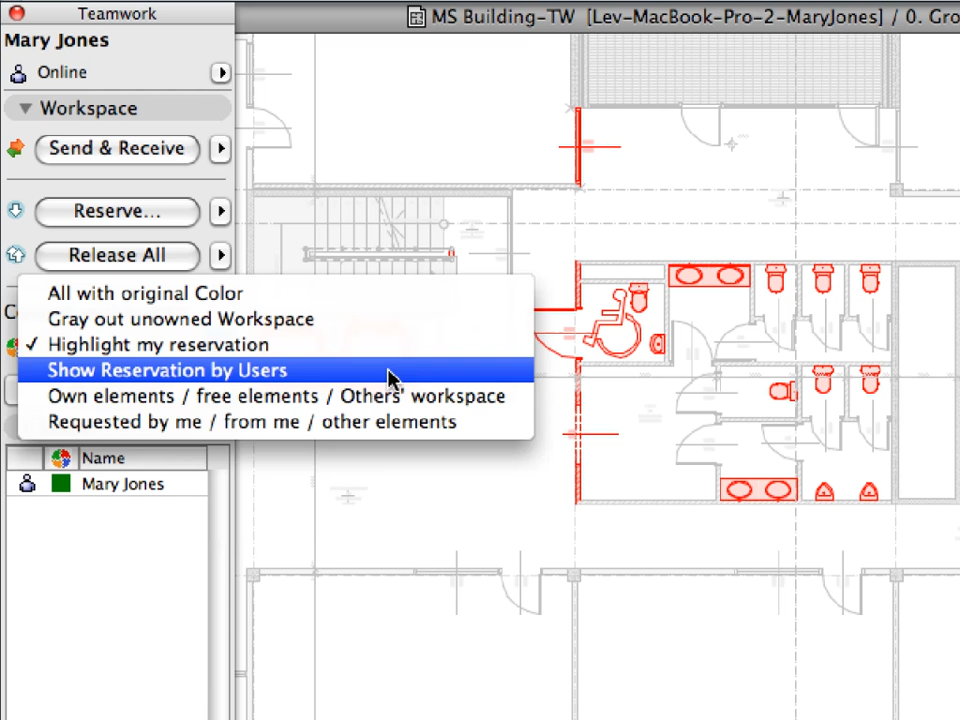 Teamwork
MS Building-TW [Lev-MacBook-Pro-2-MaryJones] / 0. Gro
Mary Jones
Online
Workspace
Send & Receive
Reserve...
Release All
All with original Color
Gray out unowned Workspace
Highlight my reservation
Show Reservation by Users
Own elements / free elements / Others' workspace
Requested by me / from me / other elements
Name
Mary Jones